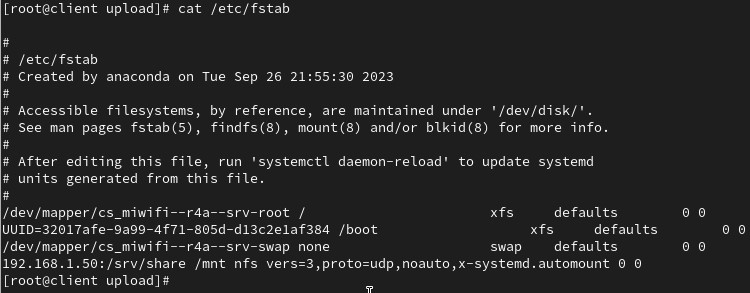 [root@client upload]# cat /etc/fstab
#
# /etc/fstab
# Created by anaconda on Tue Sep 26 21:55:30 2023
#
# Accessible filesystems, by reference, are maintained under '/dev/disk/'.
# See man pages fstab(5), findfs(8), mount(8) and/or blkid(8) for more info.
#
# After editing this file, run 'systemctl daemon-reload' to update systemd
# units generated from this file.
#
/dev/mapper/cs_miwifi--r4a--srv-root /                       xfs     defaults        0 0
UUID=32017afe-9a99-4f71-805d-d13c2e1af384 /boot                   xfs     defaults        0 0
/dev/mapper/cs_miwifi--r4a--srv-swap none                    swap    defaults        0 0
192.168.1.50:/srv/share /mnt nfs vers=3,proto=udp,noauto,x-systemd.automount 0 0
[root@client upload]#